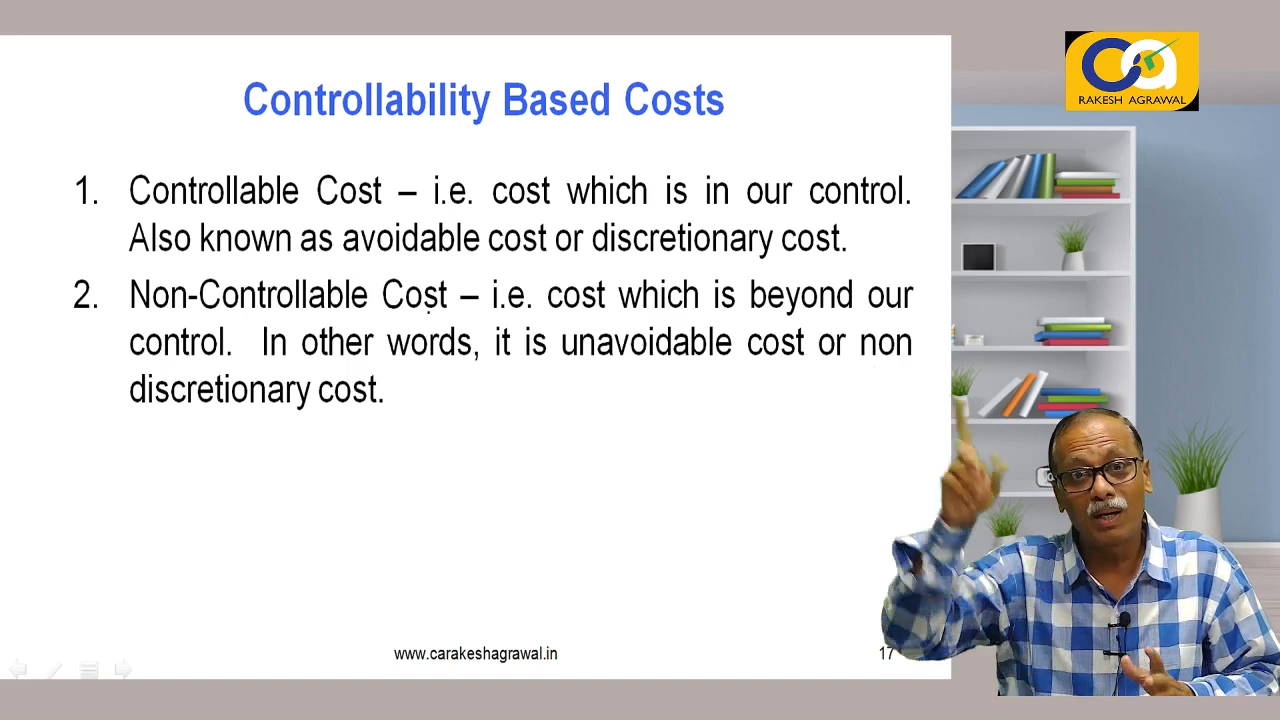 Controllability Based Costs
1. Controllable Cost – i.e. cost which is in our control.
Also known as avoidable cost or discretionary cost.
2. Non-Controllable Cost – i.e. cost which is beyond our
control. In other words, it is unavoidable cost or non
discretionary cost.
www.carakeshagrawal.in
17
ca
RAKESH AGRAWAL